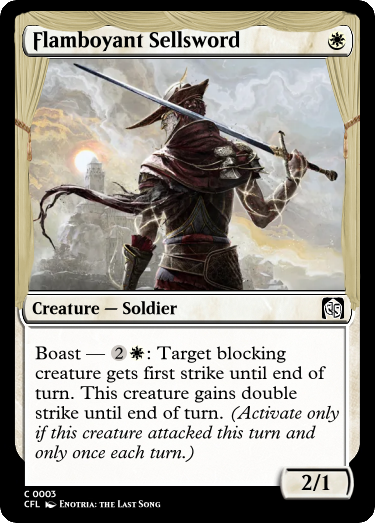 Flamboyant Sellsword
Creature — Soldier
Boast — 2: Target blocking
creature gets first strike until end of
turn. This creature gains double
strike until end of turn. (Activate only
if this creature attacked this turn and
only once each turn.)
2/1
C 0003
CFL Enotria: the Last Song